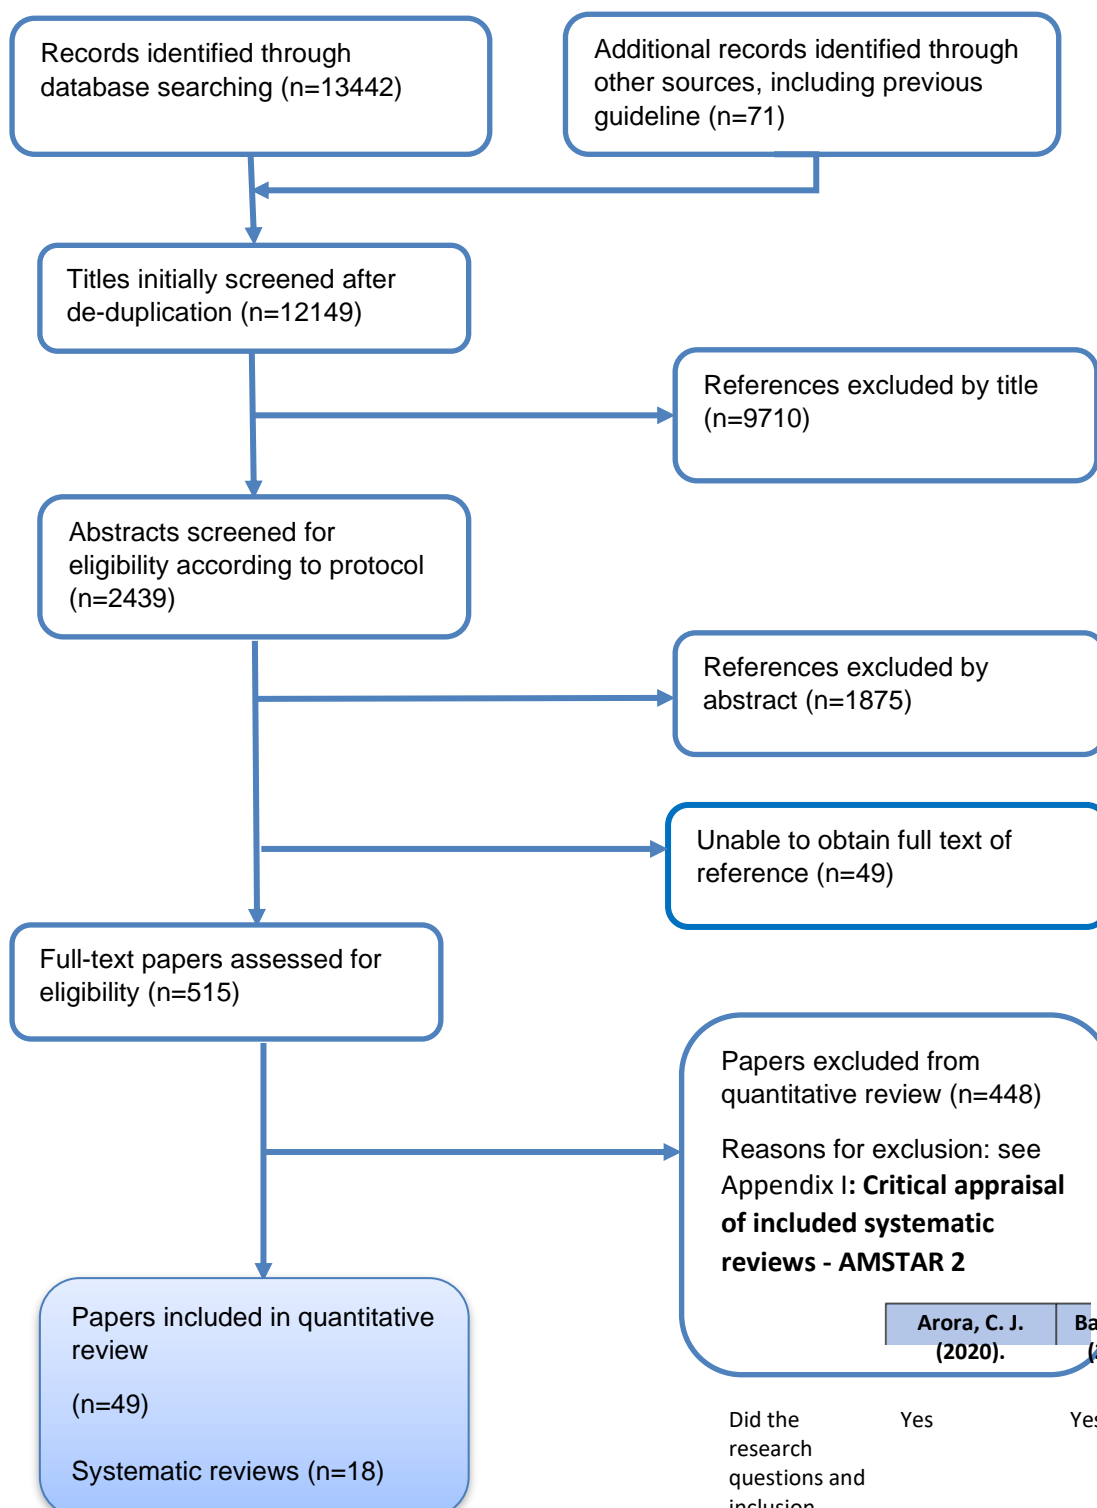 Records identified through
database searching (n=13442)
Additional records identified through
other sources, including previous
guideline (n=71)
Titles initially screened after
de-duplication (n=12149)
References excluded by title
(n=9710)
Abstracts screened for
eligibility according to protocol
(n=2439)
References excluded by
abstract (n=1875)
Unable to obtain full text of
reference (n=49)
Full-text papers assessed for
eligibility (n=515)
Papers excluded from
quantitative review (n=448)
Reasons for exclusion: see
Appendix I: Critical appraisal
of included systematic
reviews - AMSTAR 2
Arora, C. J.
(2020).
Papers included in quantitative
review
(n=49)
Systematic reviews (n=18)
Did the
research
questions and
inclusion
Yes
Yes